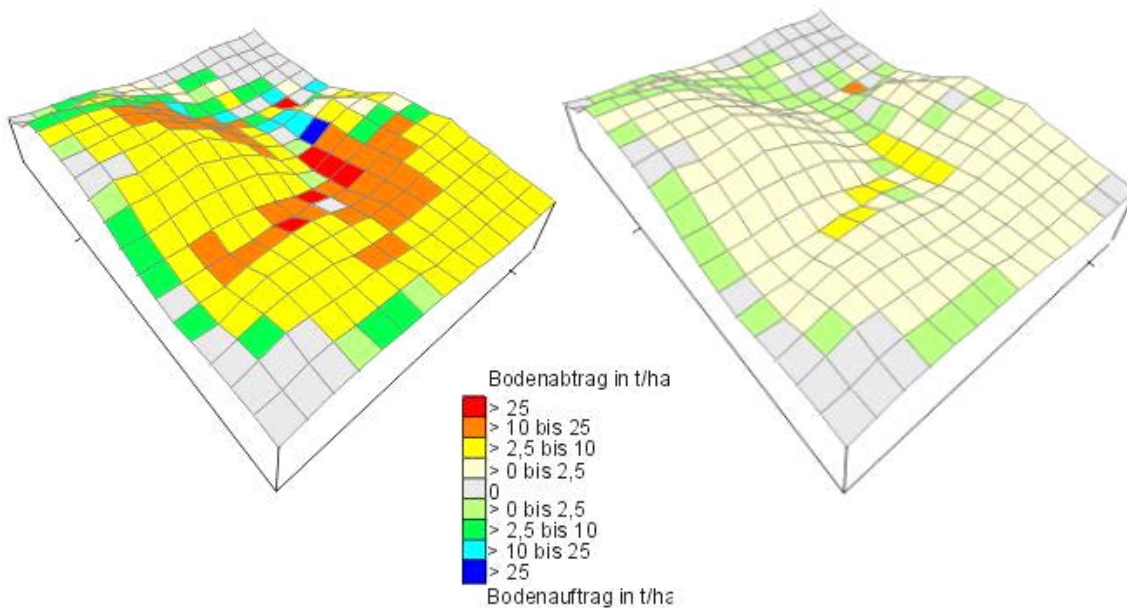 Bodenabtrag in t/ha
> 25
> 10 bis 25
> 2,5 bis 10
> 0 bis 2,5
0
> 0 bis 2,5
> 2,5 bis 10
> 10 bis 25
> 25
Bodenauftrag in t/ha